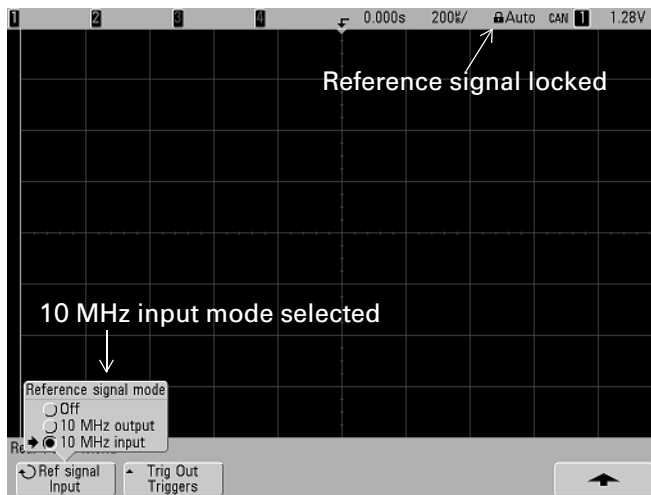 1 2 3 4 0.000s 200㎲/ Auto CAN 1 1.28V
Reference signal locked
10 MHz input mode selected
Reference signal mode
Off
10 MHz output
10 MHz input
Ref signal
Input
Trig Out
Triggers